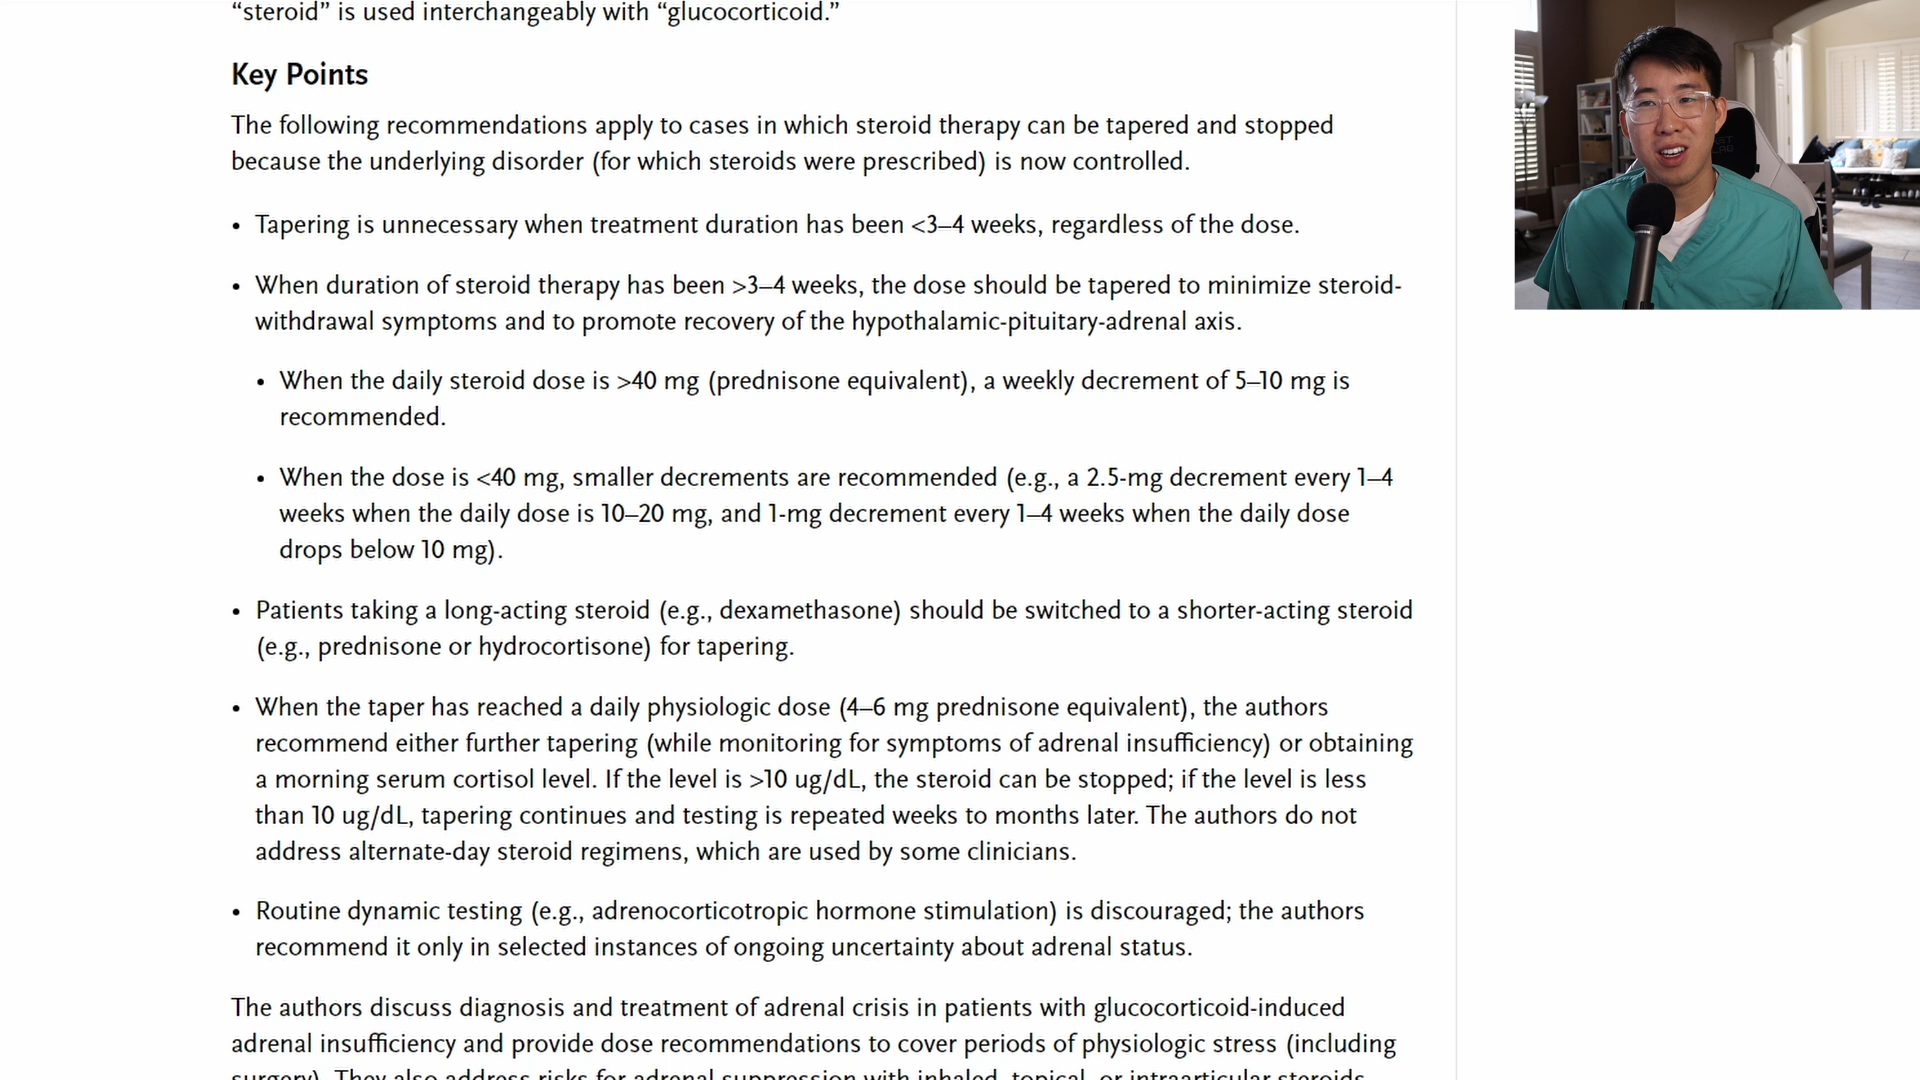 “steroid” is used interchangeably with “glucocorticoid.”
Key Points
The following recommendations apply to cases in which steroid therapy can be tapered and stopped
because the underlying disorder (for which steroids were prescribed) is now controlled.
• Tapering is unnecessary when treatment duration has been <3–4 weeks, regardless of the dose.
• When duration of steroid therapy has been >3–4 weeks, the dose should be tapered to minimize steroid-
withdrawal symptoms and to promote recovery of the hypothalamic-pituitary-adrenal axis.
• When the daily steroid dose is >40 mg (prednisone equivalent), a weekly decrement of 5–10 mg is
recommended.
• When the dose is <40 mg, smaller decrements are recommended (e.g., a 2.5-mg decrement every 1–4
weeks when the daily dose is 10–20 mg, and 1-mg decrement every 1–4 weeks when the daily dose
drops below 10 mg).
• Patients taking a long-acting steroid (e.g., dexamethasone) should be switched to a shorter-acting steroid
(e.g., prednisone or hydrocortisone) for tapering.
• When the taper has reached a daily physiologic dose (4–6 mg prednisone equivalent), the authors
recommend either further tapering (while monitoring for symptoms of adrenal insufficiency) or obtaining
a morning serum cortisol level. If the level is >10 ug/dL, the steroid can be stopped; if the level is less
than 10 ug/dL, tapering continues and testing is repeated weeks to months later. The authors do not
address alternate-day steroid regimens, which are used by some clinicians.
• Routine dynamic testing (e.g., adrenocorticotropic hormone stimulation) is discouraged; the authors
recommend it only in selected instances of ongoing uncertainty about adrenal status.
The authors discuss diagnosis and treatment of adrenal crisis in patients with glucocorticoid-induced
adrenal insufficiency and provide dose recommendations to cover periods of physiologic stress (including
surgery). They also address risks for adrenal suppression with inhaled, topical, or intraarticular steroids.